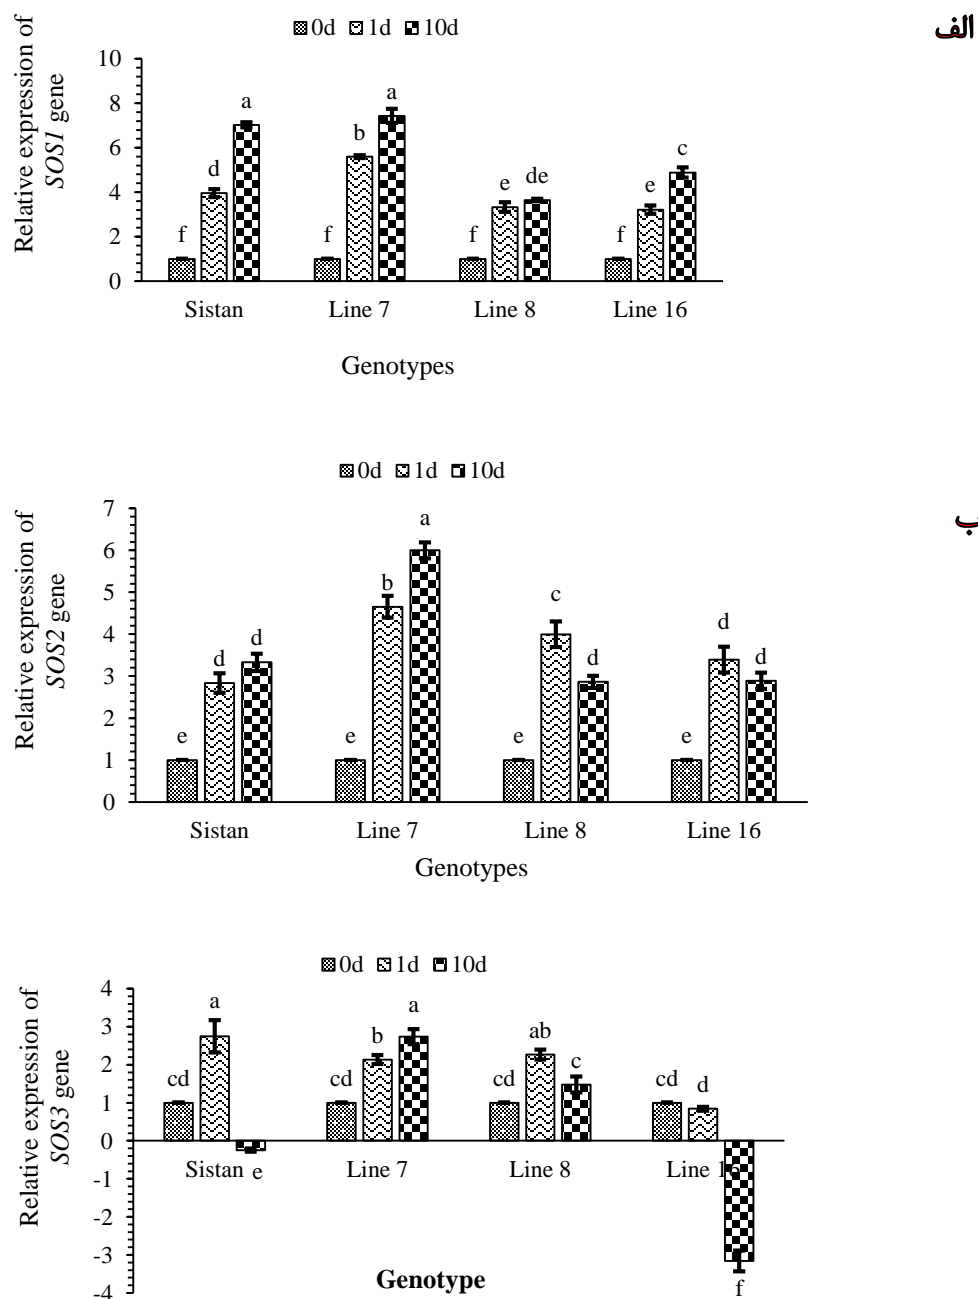 الف
0d 1d 10d
Relative expression of
SOS1 gene
10
8
6
4
2
0
f d a f b a f e de f e c
Sistan Line 7 Line 8 Line 16
Genotypes
ب
0d 1d 10d
Relative expression of
SOS2 gene
7
6
5
4
3
2
1
0
e d d e b a e c d e d d
Sistan Line 7 Line 8 Line 16
Genotypes
0d 1d 10d
Relative expression of
SOS3 gene
4
3
2
1
0
-1
-2
-3
-4
cd a e cd b a cd ab c cd d f
Sistan Line 7 Line 8 Line 16
Genotype